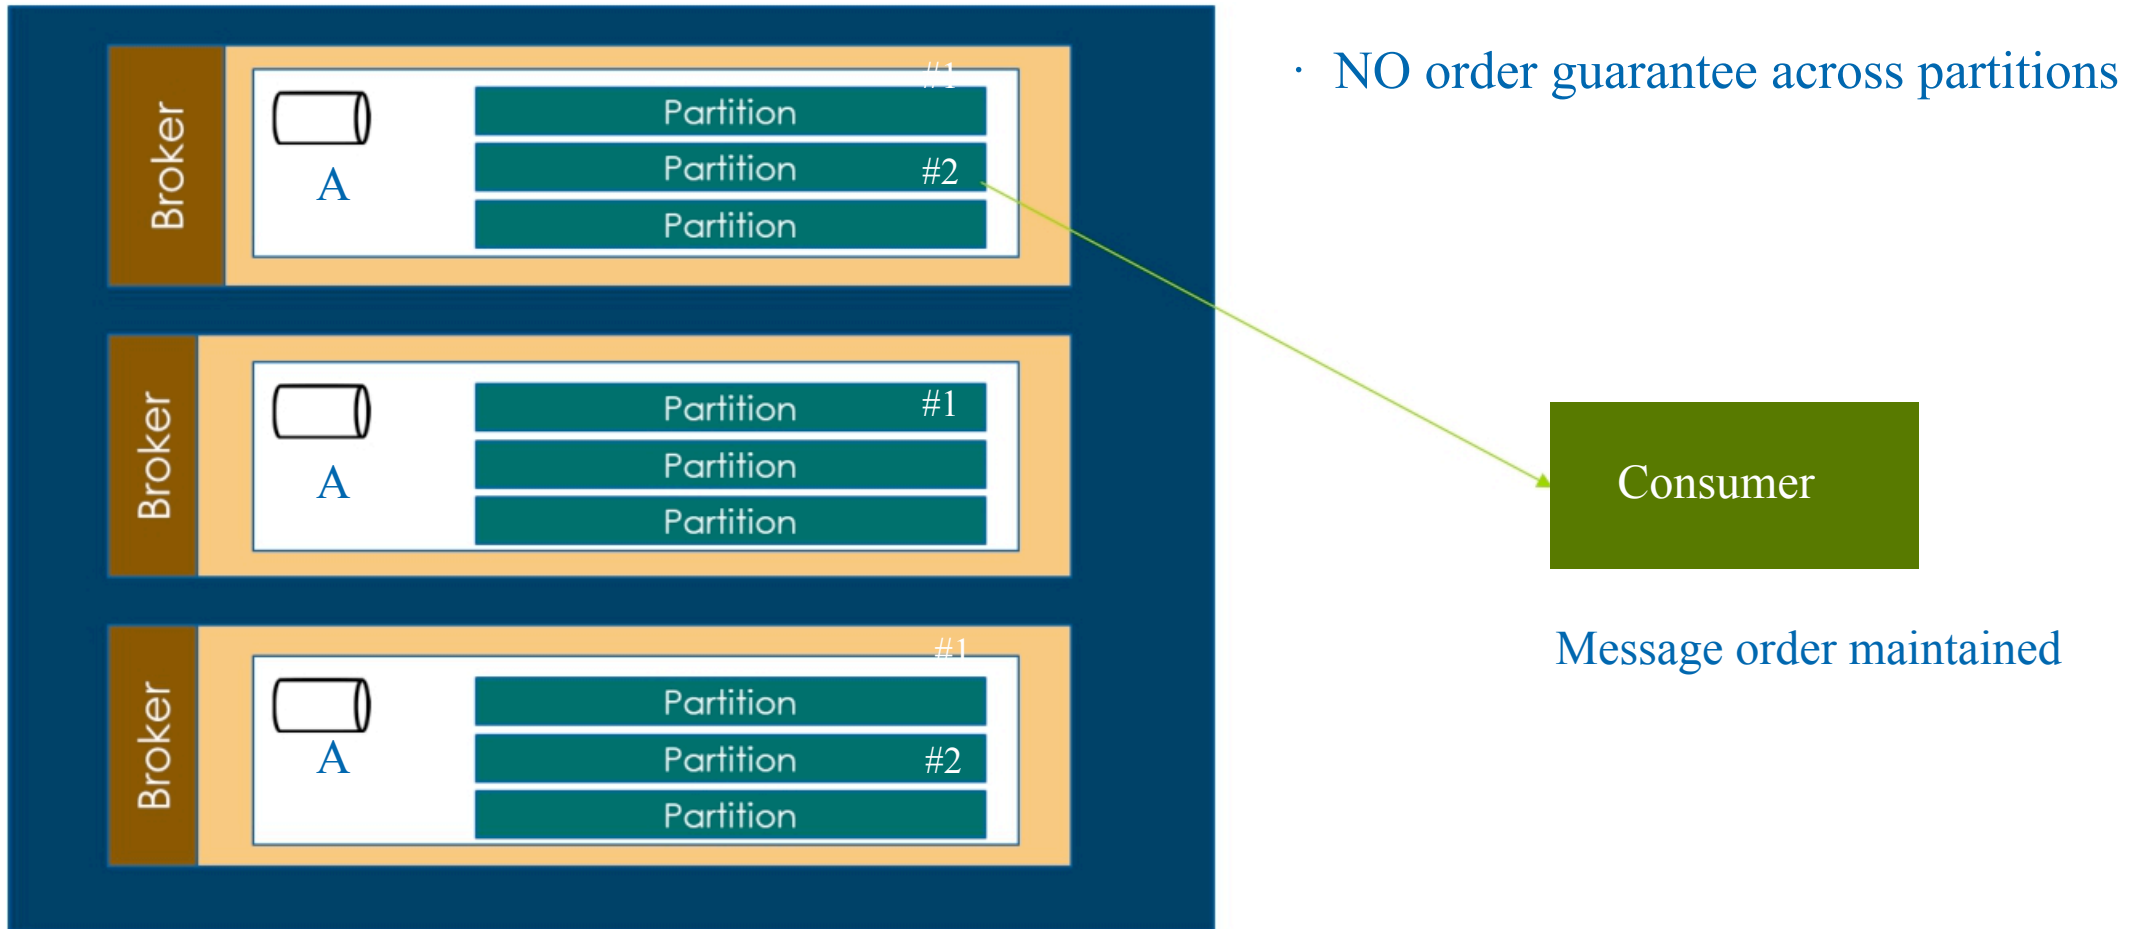 · NO order guarantee across partitions
Broker
A
#1
Partition
Partition #2
Partition
Broker
A
Partition #1
Partition
Partition
Consumer
Message order maintained
Broker
A
#1
Partition
Partition #2
Partition